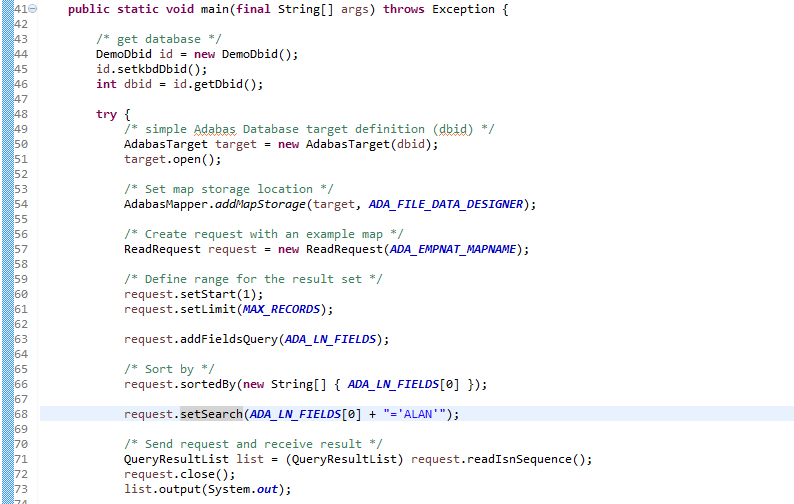 41 public static void main(final String[] args) throws Exception {
42
43 /* get database */
44 DemoDbid id = new DemoDbid();
45 id.setkbdDbid();
46 int dbid = id.getDbid();
47
48 try {
49 /* simple Adabas Database target definition (dbid) */
50 AdabasTarget target = new AdabasTarget(dbid);
51 target.open();
52
53 /* Set map storage location */
54 AdabasMapper.addMapStorage(target, ADA_FILE_DATA_DESIGNER);
55
56 /* Create request with an example map */
57 ReadRequest request = new ReadRequest(ADA_EMPNAT_MAPNAME);
58
59 /* Define range for the result set */
60 request.setStart(1);
61 request.setLimit(MAX_RECORDS);
62
63 request.addFieldsQuery(ADA_LN_FIELDS);
64
65 /* Sort by */
66 request.sortedBy(new String[] { ADA_LN_FIELDS[0] });
67
68 request.setSearch(ADA_LN_FIELDS[0] + "='ALAN'");
69
70 /* Send request and receive result */
71 QueryResultList list = (QueryResultList) request.readIsnSequence();
72 request.close();
73 list.output(System.out);
74